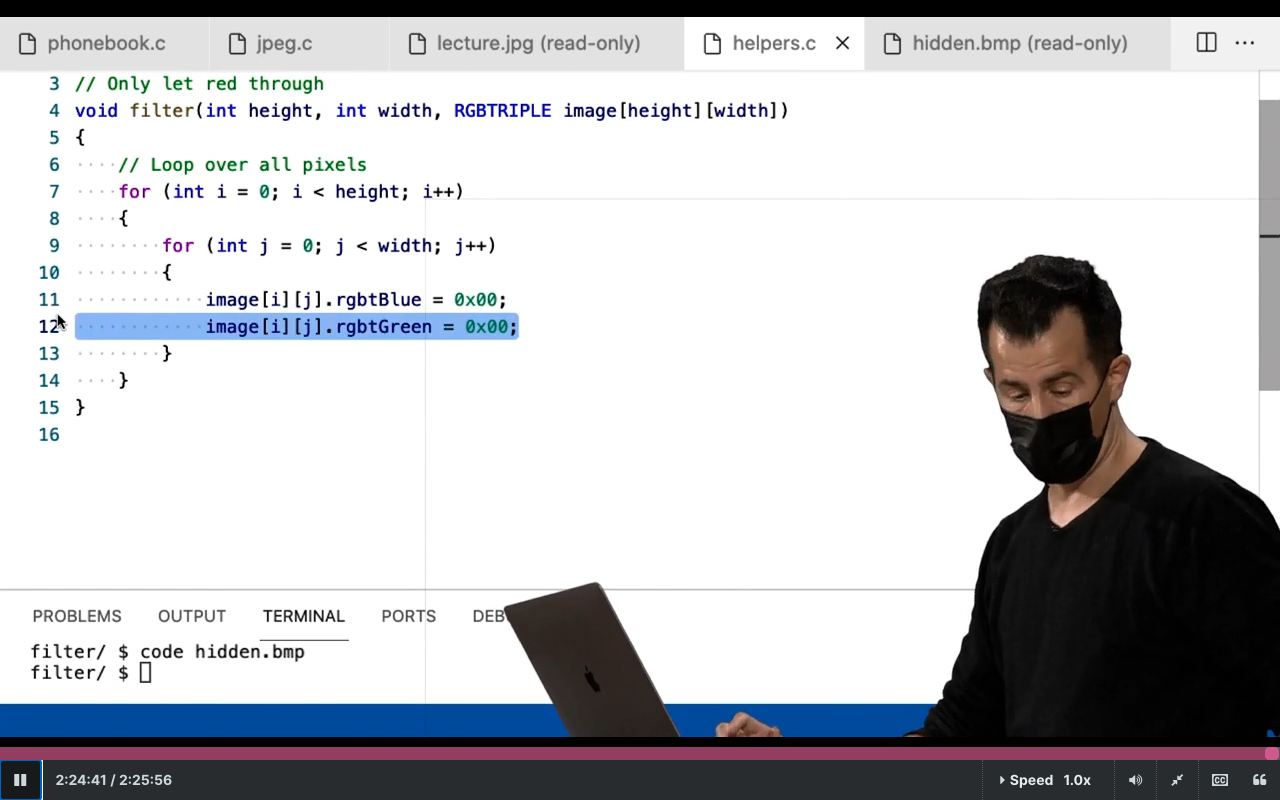 phonebook.c jpeg.c lecture.jpg (read-only) helpers.c hidden.bmp (read-only)
3 // Only let red through
4 void filter(int height, int width, RGBTRIPLE image[height][width])
5 {
6 ····// Loop over all pixels
7 ····for (int i = 0; i < height; i++)
8 ····{
9 ········for (int j = 0; j < width; j++)
10 ········{
11 ············image[i][j].rgbtBlue = 0x00;
12 ············image[i][j].rgbtGreen = 0x00;
13 ········}
14 ····}
15 }
16
PROBLEMS OUTPUT TERMINAL PORTS DEB
filter/ $ code hidden.bmp
filter/ $
2:24:41 / 2:25:56 Speed 1.0x CC